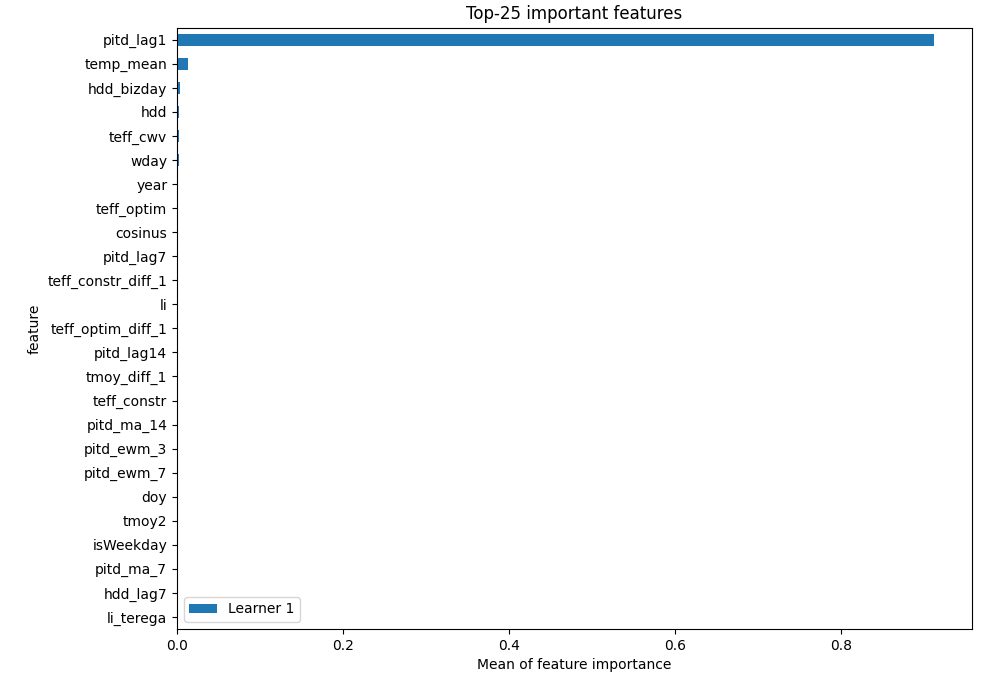 Top-25 important features
pitd_lag1
temp_mean
hdd_bizday
hdd
teff_cwv
wday
year
teff_optim
cosinus
pitd_lag7
teff_constr_diff_1
li
teff_optim_diff_1
pitd_lag14
tmoy_diff_1
teff_constr
pitd_ma_14
pitd_ewm_3
pitd_ewm_7
doy
tmoy2
isWeekday
pitd_ma_7
hdd_lag7
li_terega
feature
Learner 1
0.0 0.2 0.4 0.6 0.8
Mean of feature importance